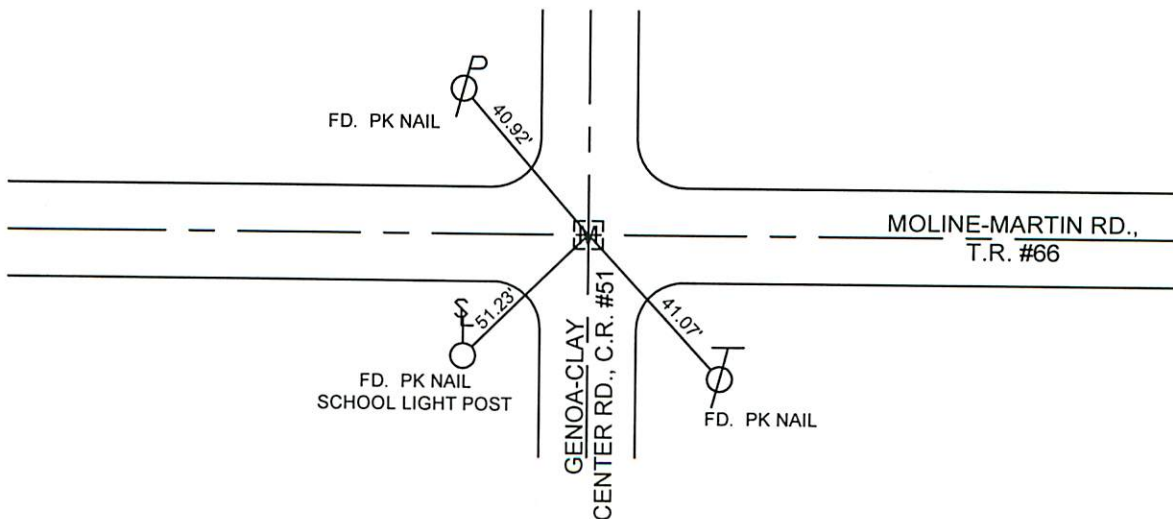 P
FD. PK NAIL
40.92'
MOLINE-MARTIN RD.,
T.R. #66
M
SL
51.23'
FD. PK NAIL
SCHOOL LIGHT POST
GENOA-CLAY
CENTER RD., C.R. #51
41.07'
T
FD. PK NAIL